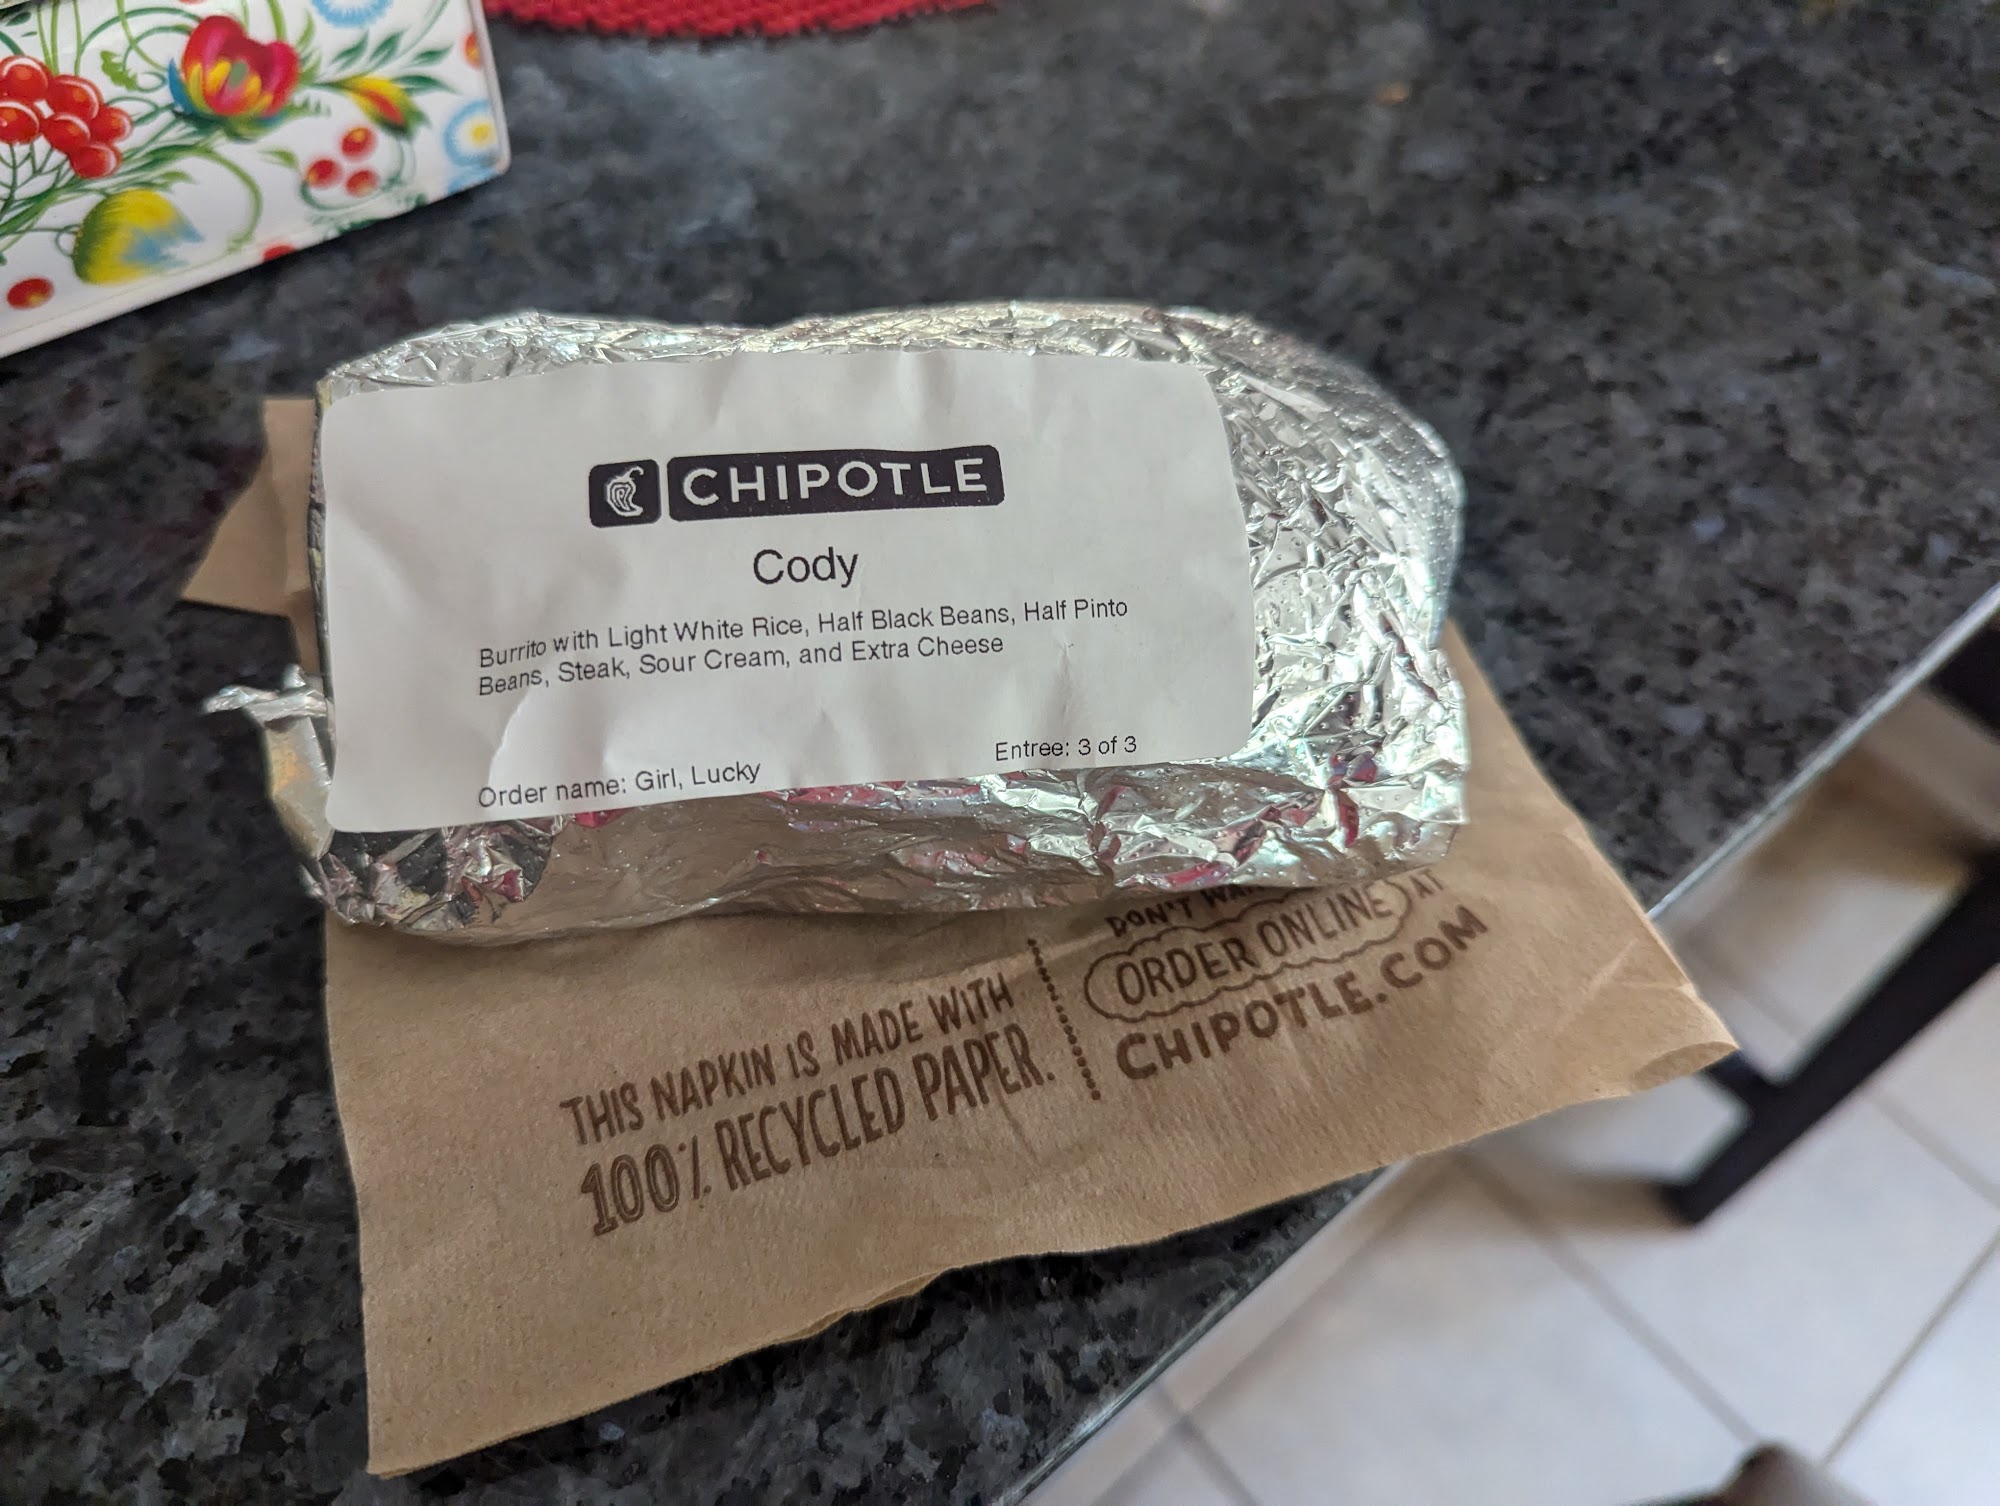 CHIPOTLE
Cody
Burrito with Light White Rice, Half Black Beans, Half Pinto
Beans, Steak, Sour Cream, and Extra Cheese
Entree: 3 of 3
Order name: Girl, Lucky
THIS NAPKIN IS MADE WITH
100% RECYCLED PAPER.
DON'T
ORDER ONLINE AT
CHIPOTLE.COM